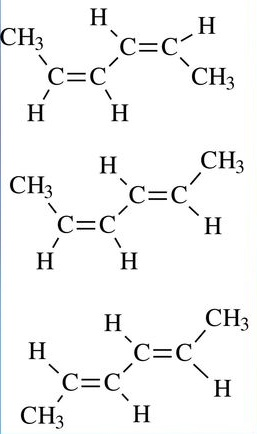 H H
CH3
C=C
C=C CH3
H H
H CH3
CH3 C=C
C=C H
H H
H CH3
H C=C
C=C H
CH3 H